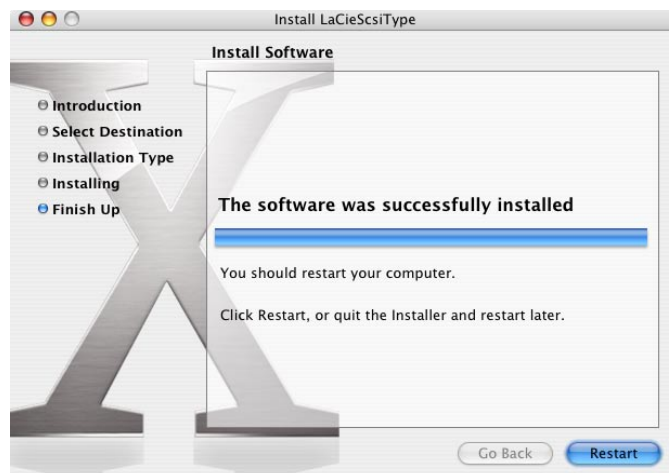 Install LaCieScsiType
Install Software
Introduction
Select Destination
Installation Type
Installing
Finish Up
The software was successfully installed
You should restart your computer.
Click Restart, or quit the Installer and restart later.
Go Back
Restart